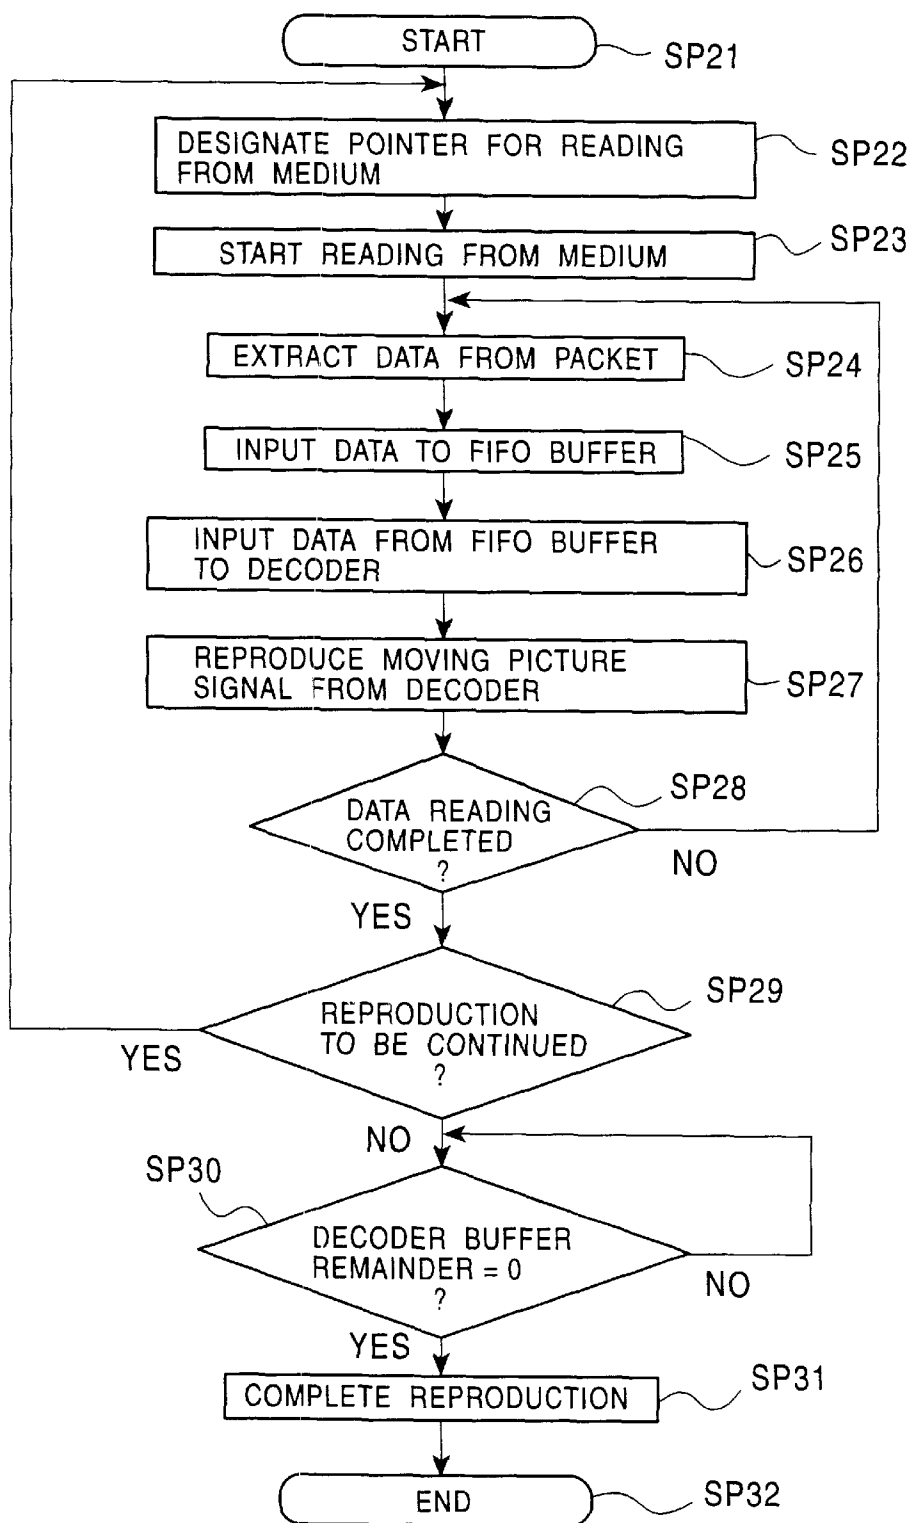 START
SP21
DESIGNATE POINTER FOR READING
FROM MEDIUM
SP22
START READING FROM MEDIUM
SP23
EXTRACT DATA FROM PACKET
SP24
INPUT DATA TO FIFO BUFFER
SP25
INPUT DATA FROM FIFO BUFFER
TO DECODER
SP26
REPRODUCE MOVING PICTURE
SIGNAL FROM DECODER
SP27
SP28
DATA READING
COMPLETED
?
NO
YES
SP29
REPRODUCTION
TO BE CONTINUED
?
YES
NO
SP30
DECODER BUFFER
REMAINDER = 0
?
NO
YES
COMPLETE REPRODUCTION
SP31
END
SP32